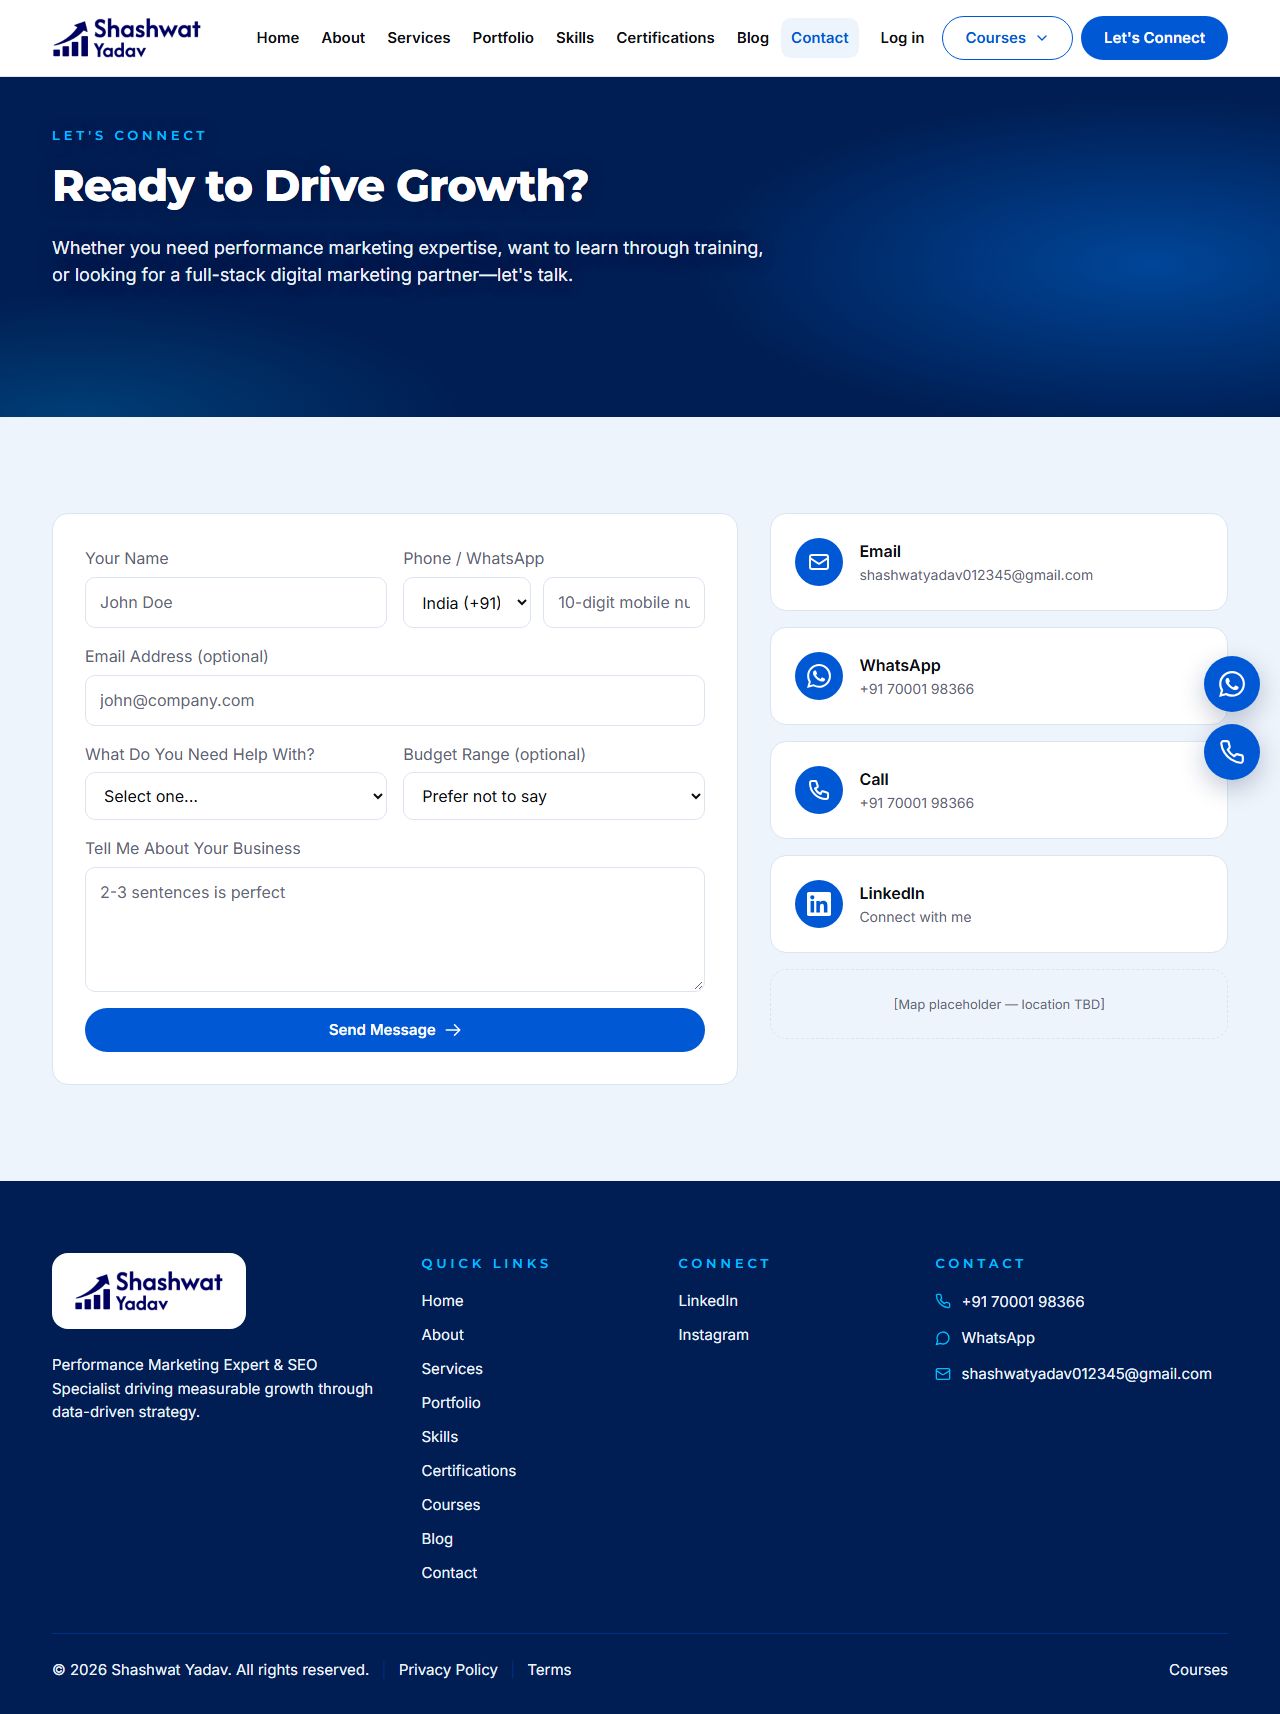 Shashwat
Yadav
Home About Services Portfolio Skills Certifications Blog Contact Log in Courses Let's Connect
LET'S CONNECT
Ready to Drive Growth?
Whether you need performance marketing expertise, want to learn through training,
or looking for a full-stack digital marketing partner—let's talk.
Your Name
John Doe
Phone / WhatsApp
India (+91)
10-digit mobile nu
Email Address (optional)
john@company.com
What Do You Need Help With?
Select one...
Budget Range (optional)
Prefer not to say
Tell Me About Your Business
2-3 sentences is perfect
Send Message
Email
shashwatyadav012345@gmail.com
WhatsApp
+91 70001 98366
Call
+91 70001 98366
LinkedIn
Connect with me
[Map placeholder — location TBD]
Shashwat
Yadav
Performance Marketing Expert & SEO
Specialist driving measurable growth through
data-driven strategy.
QUICK LINKS
Home
About
Services
Portfolio
Skills
Certifications
Courses
Blog
Contact
CONNECT
LinkedIn
Instagram
CONTACT
+91 70001 98366
WhatsApp
shashwatyadav012345@gmail.com
© 2026 Shashwat Yadav. All rights reserved. Privacy Policy Terms Courses